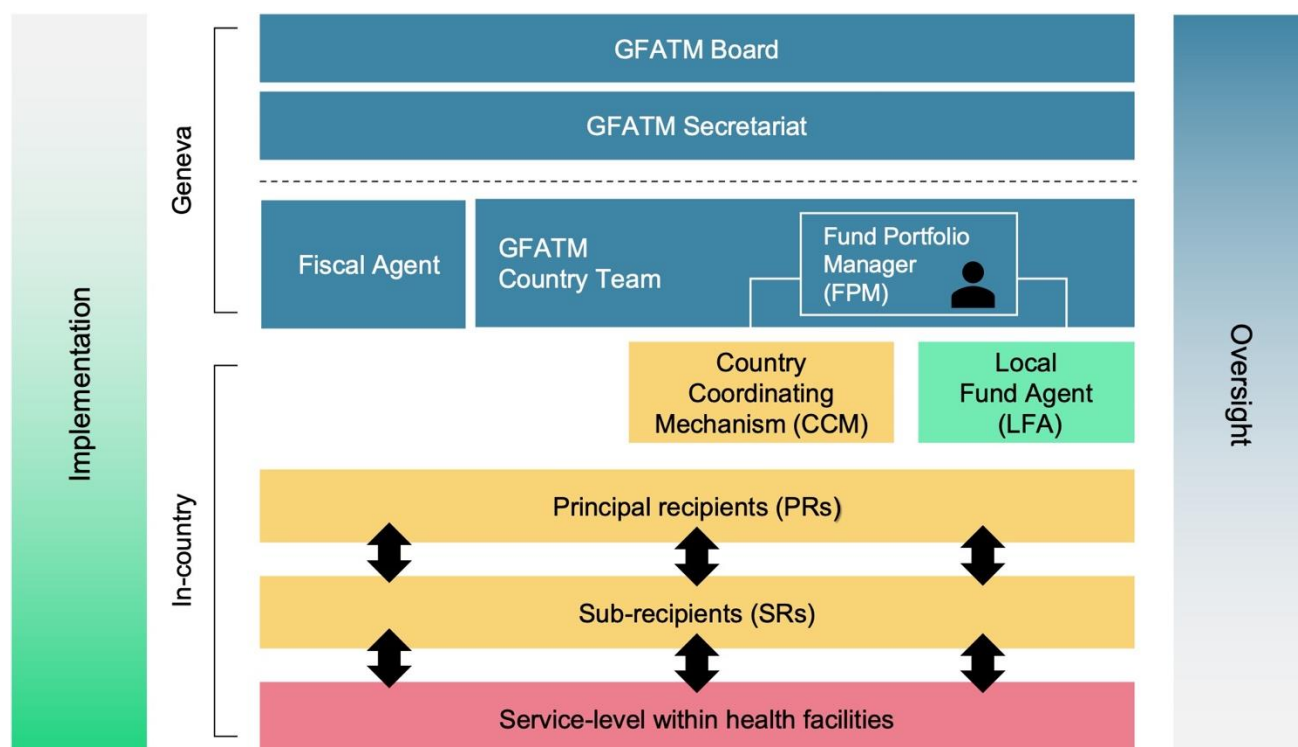 Implementation
Geneva
In-country
GFATM Board
GFATM Secretariat
Fiscal Agent
GFATM
Country Team
Fund Portfolio
Manager
(FPM)
Country
Coordinating
Mechanism (CCM)
Local
Fund Agent
(LFA)
Principal recipients (PRs)
Sub-recipients (SRs)
Service-level within health facilities
Oversight